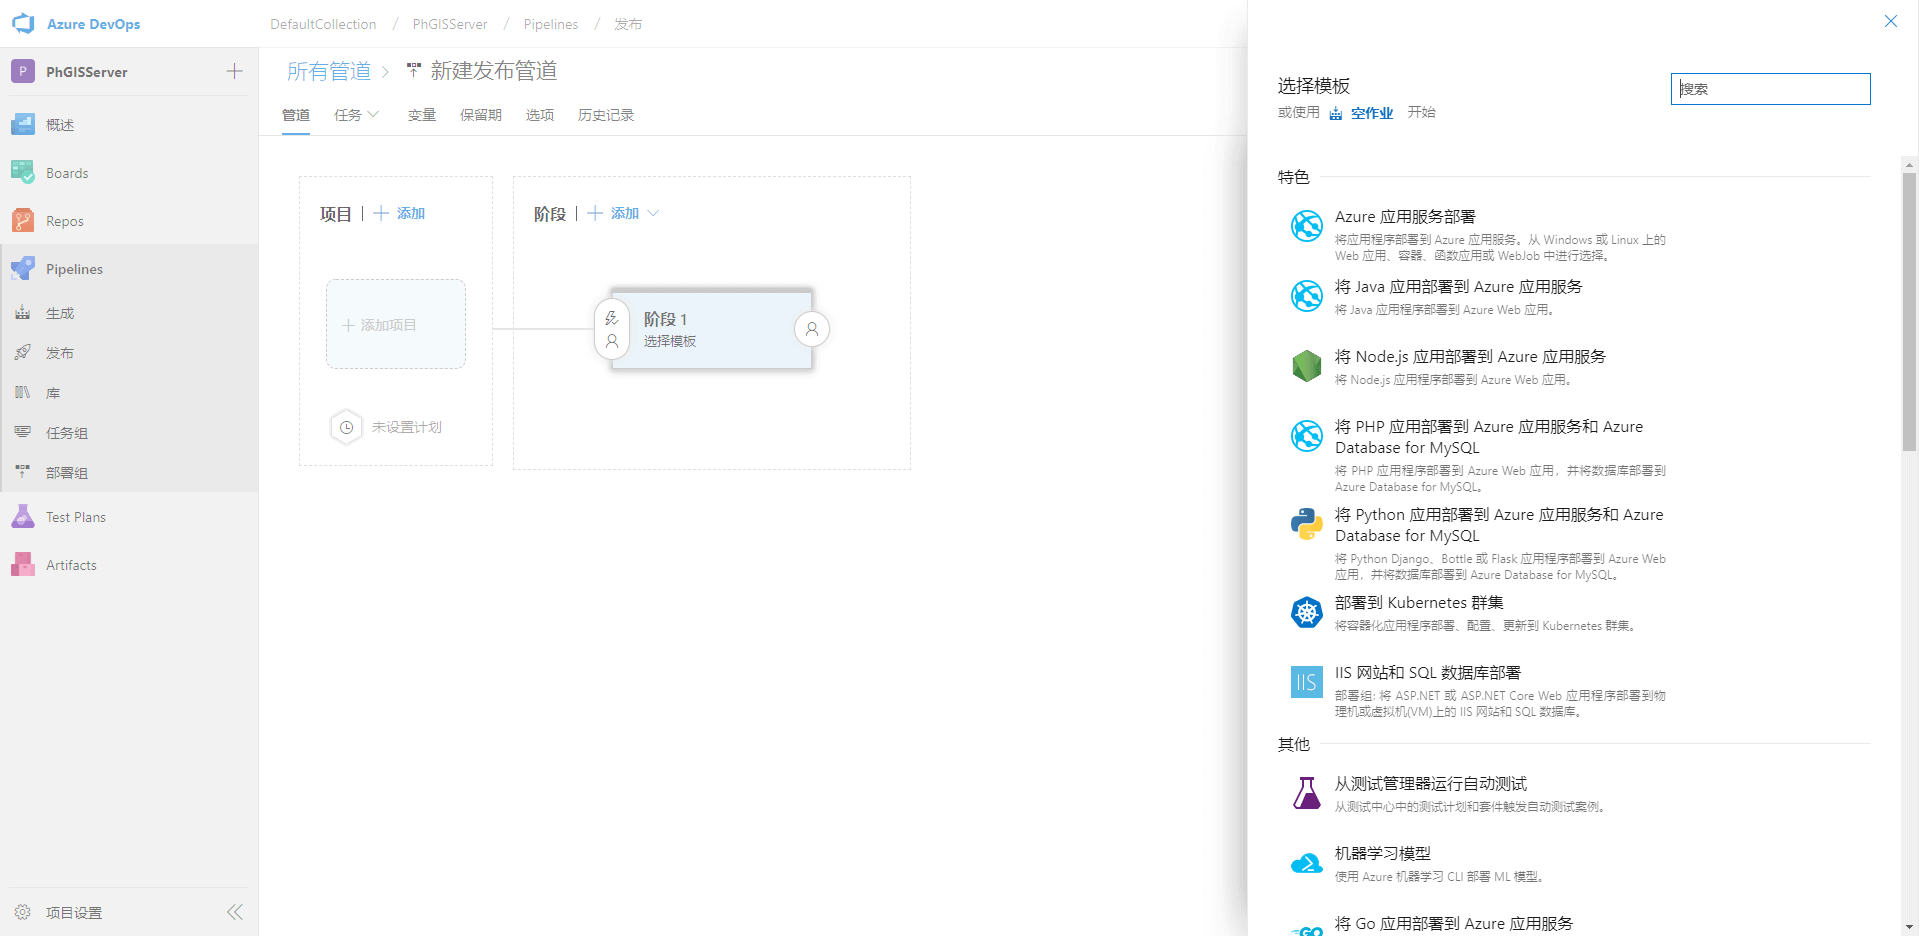 Azure DevOps
DefaultCollection / PhGISServer / Pipelines / 发布
P PhGISServer
概述
Boards
Repos
Pipelines
生成
发布
库
任务组
部署组
Test Plans
Artifacts
项目设置
所有管道 新建发布管道
管道 任务 变量 保留期 选项 历史记录
项目 | 添加
添加项目
未设置计划
阶段 | 添加
阶段 1
选择模板
选择模板
或使用 空作业 开始
搜索
特色
Azure 应用服务部署
将应用程序部署到 Azure 应用服务。从 Windows 或 Linux 上的
Web 应用、容器、函数应用或 WebJob 中进行选择。
将 Java 应用部署到 Azure 应用服务
将 Java 应用程序部署到 Azure Web 应用。
将 Node.js 应用部署到 Azure 应用服务
将 Node.js 应用程序部署到 Azure Web 应用。
将 PHP 应用部署到 Azure 应用服务和 Azure
Database for MySQL
将 PHP 应用程序部署到 Azure Web 应用，并将数据库部署到
Azure Database for MySQL。
将 Python 应用部署到 Azure 应用服务和 Azure
Database for MySQL
将 Python Django、Bottle 或 Flask 应用程序部署到 Azure Web
应用，并将数据库部署到 Azure Database for MySQL。
部署到 Kubernetes 群集
将容器化应用程序部署、配置、更新到 Kubernetes 群集。
IIS
IIS 网站和 SQL 数据库部署
部署组: 将 ASP.NET 或 ASP.NET Core Web 应用程序部署到物
理机或虚拟机(VM)上的 IIS 网站和 SQL 数据库。
其他
从测试管理器运行自动测试
从测试中心中的测试计划和套件触发自动测试案例。
机器学习模型
使用 Azure 机器学习 CLI 部署 ML 模型。
GO
将 Go 应用部署到 Azure 应用服务